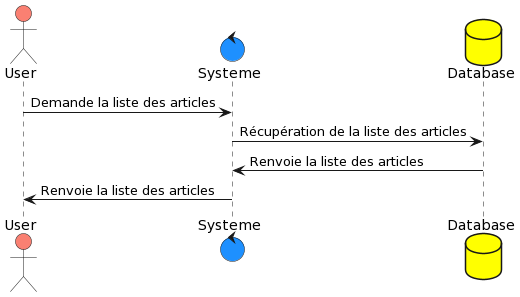 User
Systeme
Database
Demande la liste des articles
Récupération de la liste des articles
Renvoie la liste des articles
Renvoie la liste des articles
User
Systeme
Database